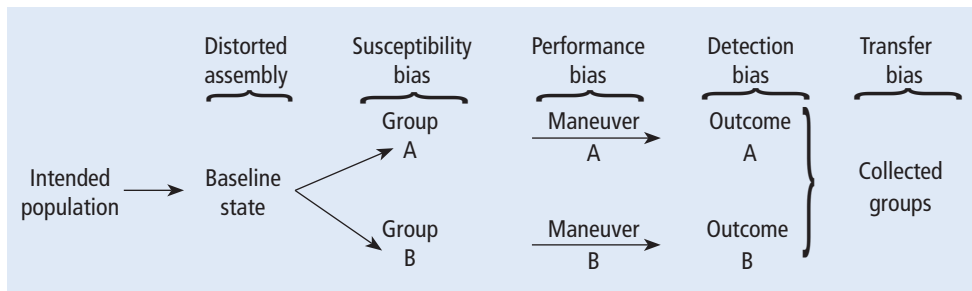 Distorted
assembly
Susceptibility
bias
Performance
bias
Detection
bias
Transfer
bias
Group
A
Maneuver
A
Outcome
A
Intended
population
Baseline
state
Collected
groups
Group
B
Maneuver
B
Outcome
B